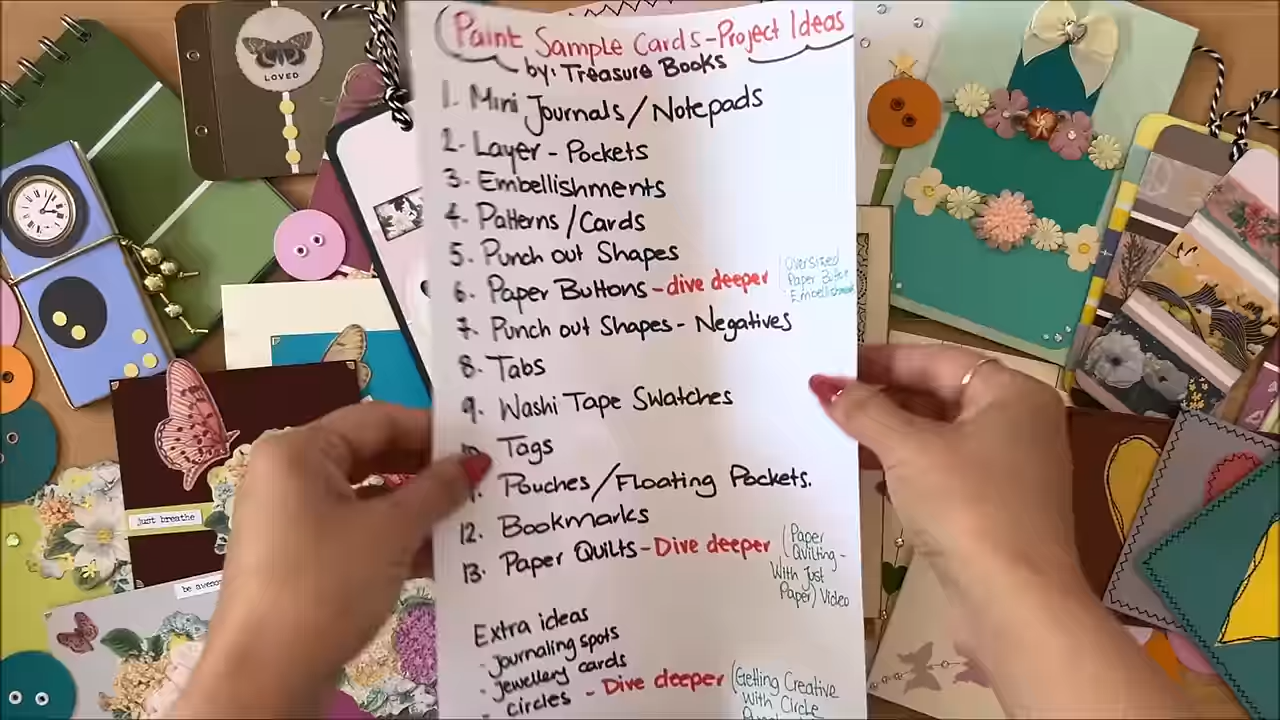 Paint Sample Cards - Project Ideas
by: Treasure Books
1. Mini Journals / Notepads
2. Layer - Pockets
3. Embellishments
4. Patterns / Cards
5. Punch out Shapes
6. Paper Buttons - dive deeper (Oversized
Paper Button
Embellishment
7. Punch out Shapes - Negatives
8. Tabs
9. Washi Tape Swatches
Tags
Pouches / Floating Pockets.
12. Bookmarks
13. Paper Quilts - Dive deeper (Paper
Quilting -
With Just
Paper) Video
Extra ideas
· journaling spots
· jewellery cards
· circles - Dive deeper (Getting Creative
With Circle
LOVED
just breathe